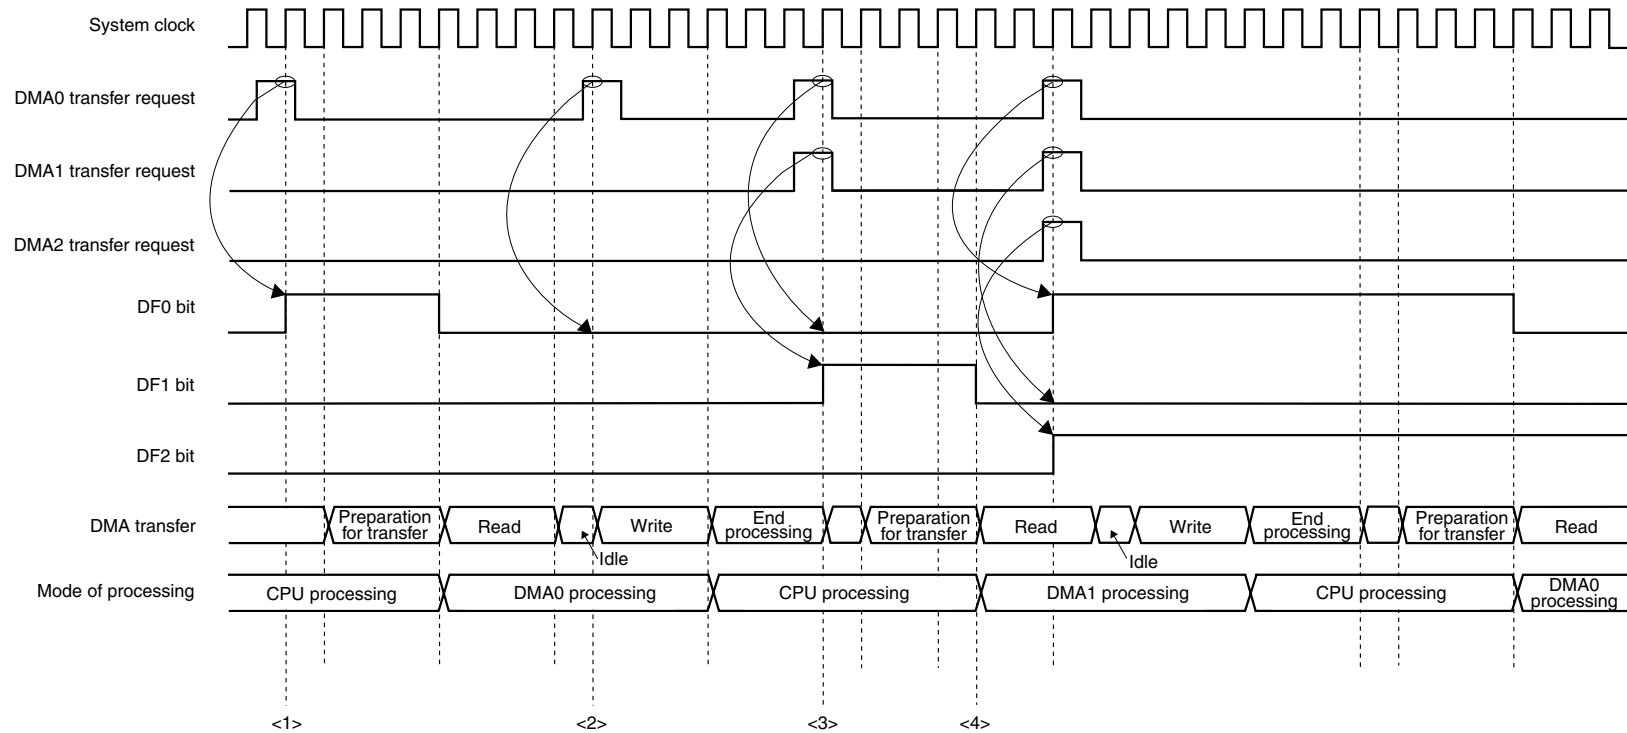 System clock
DMA0 transfer request
DMA1 transfer request
DMA2 transfer request
DF0 bit
DF1 bit
DF2 bit
DMA transfer
Preparation
for transfer
Read
Idle
Write
End
processing
Preparation
for transfer
Read
Idle
Write
End
processing
Preparation
for transfer
Read
Mode of processing
CPU processing
DMA0 processing
CPU processing
DMA1 processing
CPU processing
DMA0
processing
<1>
<2>
<3>
<4>